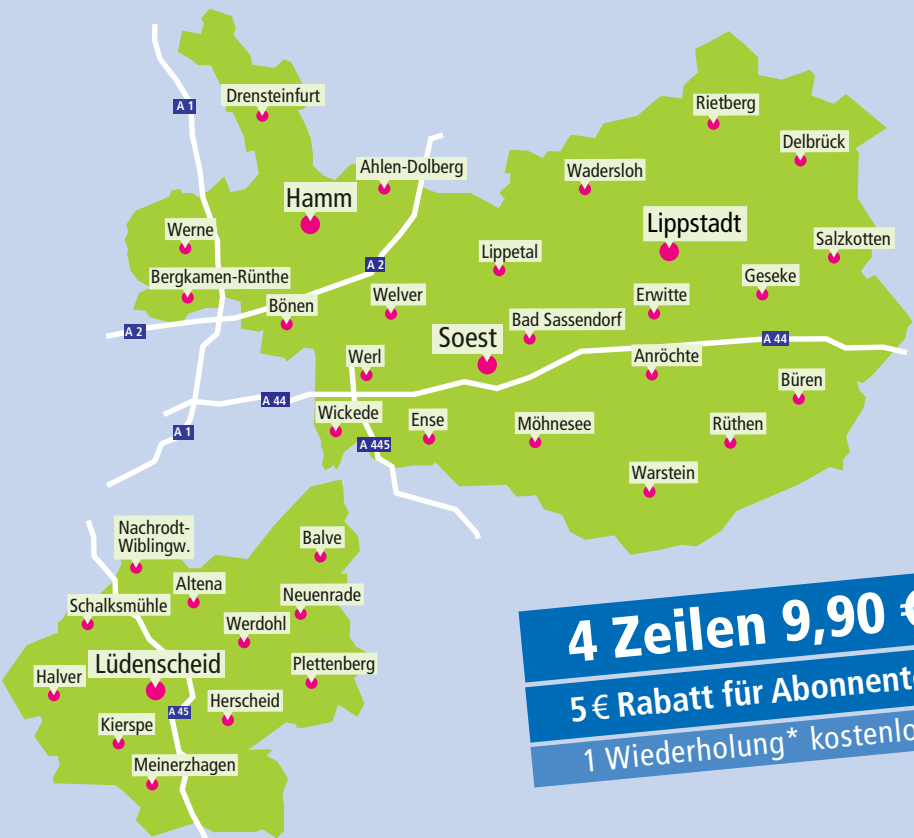 Drensteinfurt
A 1
Rietberg
Delbrück
Ahlen-Dolberg
Wadersloh
Hamm
Werne
Lippstadt
Salzkotten
Lippetal
A 2
Bergkamen-Rünthe
Geseke
Bönen
Welver
Erwitte
Bad Sassendorf
A 2
Soest
A 44
Werl
Anröchte
Büren
A 44
Wickede
Ense
Möhnesee
Rüthen
A 1
A 445
Warstein
Nachrodt-
Wiblingw.
Balve
Altena
Neuenrade
Schalksmühle
Werdohl
Lüdenscheid
Plettenberg
Halver
Herscheid
A 45
Kierspe
Meinerzhagen
4 Zeilen 9,90 €
5 € Rabatt für Abonnente
1 Wiederholung* kostenlo